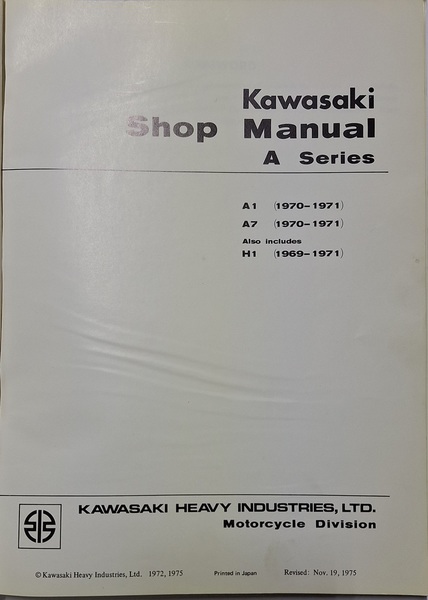 Kawasaki
Shop Manual
A Series
A1 (1970–1971)
A7 (1970–1971)
Also includes
H1 (1969–1971)
KAWASAKI HEAVY INDUSTRIES, LTD.
Motorcycle Division
© Kawasaki Heavy Industries, Ltd. 1972, 1975 Printed in Japan Revised: Nov. 19, 1975